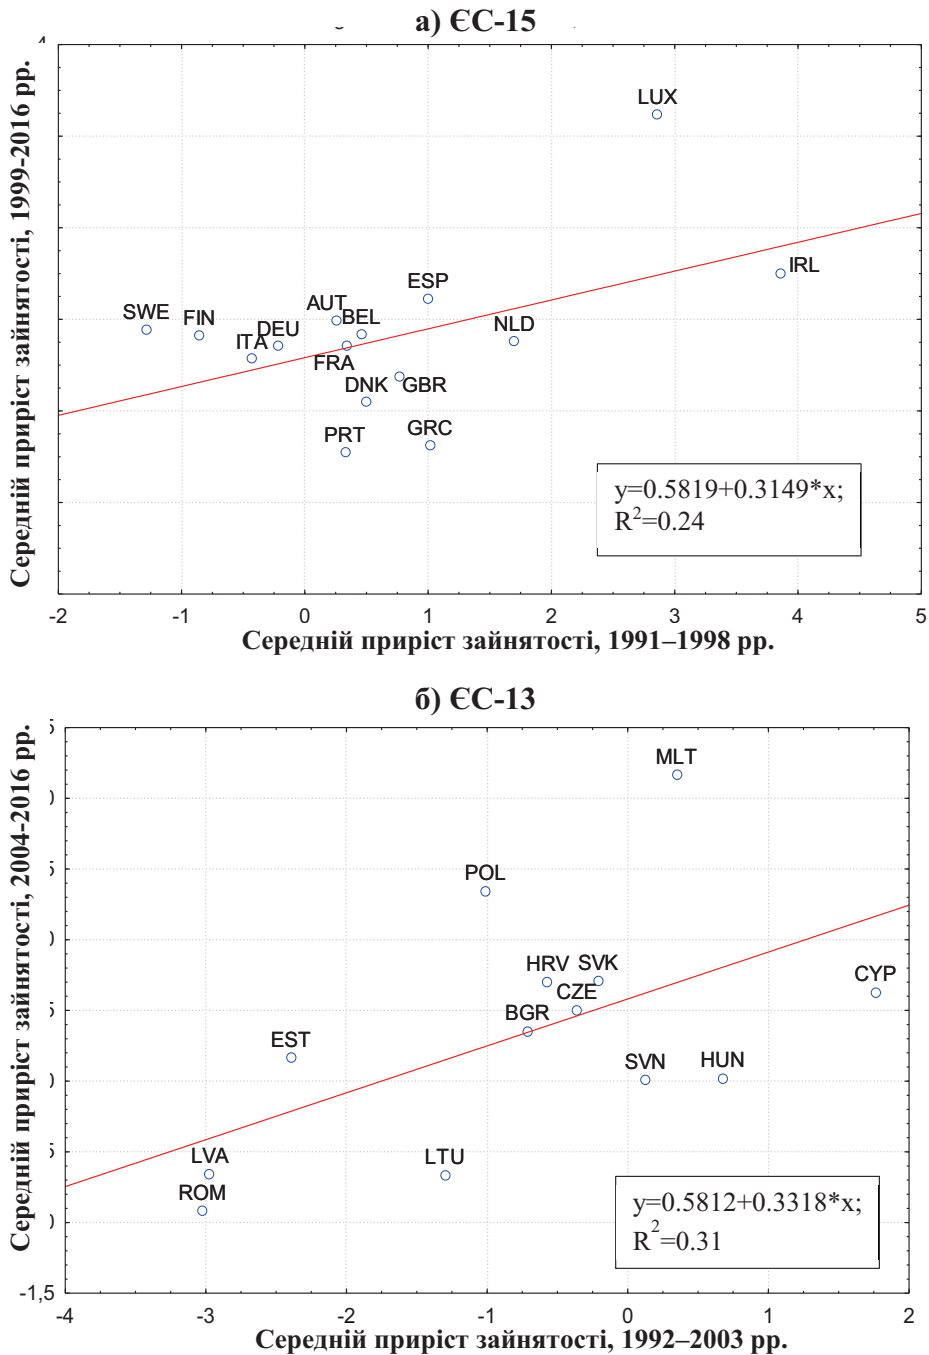 а) ЄС-15
Середній приріст зайнятості, 1999-2016 рр.
LUX
IRL
ESP
SWE
FIN
AUT
BEL
NLD
DEU
ITA
FRA
DNK
GBR
PRT
GRC
y=0.5819+0.3149*x;
R²=0.24
-2 -1 0 1 2 3 4 5
Середній приріст зайнятості, 1991–1998 рр.
б) ЄС-13
Середній приріст зайнятості, 2004-2016 рр.
MLT
POL
HRV
SVK
CYP
CZE
BGR
EST
SVN
HUN
LVA
LTU
ROM
y=0.5812+0.3318*x;
R²=0.31
-1,5
-4 -3 -2 -1 0 1 2
Середній приріст зайнятості, 1992–2003 рр.